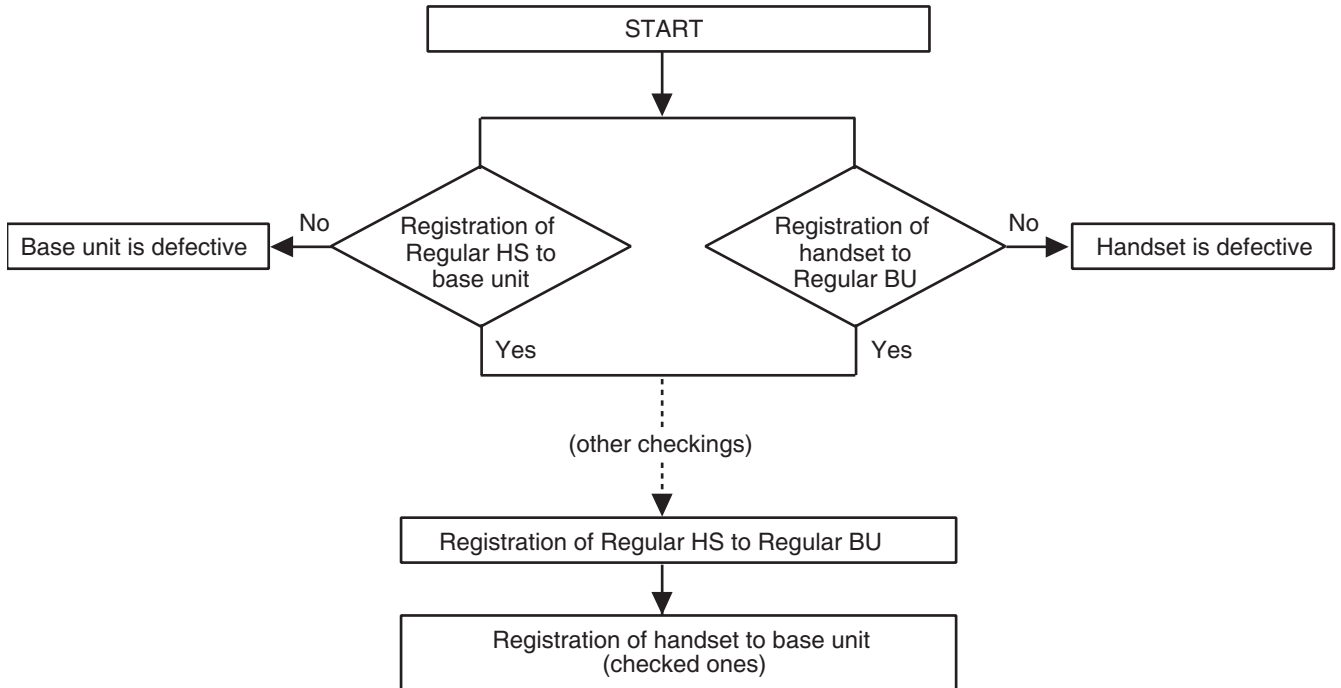 START
No
Registration of
Regular HS to
base unit
Base unit is defective
Yes
Registration of
handset to
Regular BU
No
Handset is defective
Yes
(other checkings)
Registration of Regular HS to Regular BU
Registration of handset to base unit
(checked ones)